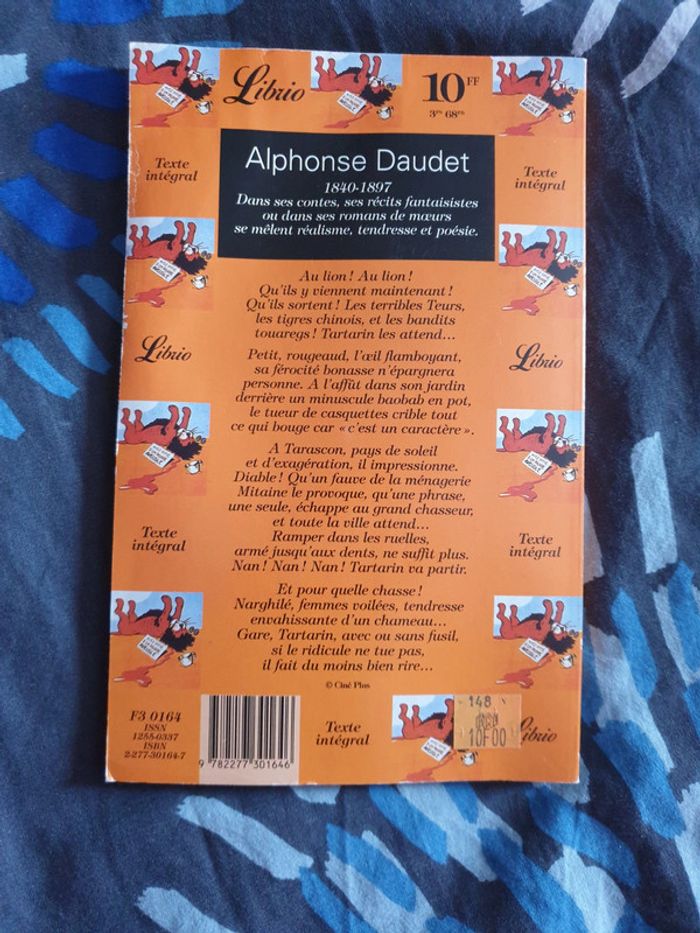 Librio
10 FF
3m 68m
Texte
intégral
Texte
intégral
Alphonse Daudet
1840-1897
Dans ses contes, ses récits fantaisistes
ou dans ses romans de mœurs
se mêlent réalisme, tendresse et poésie.
Au lion ! Au lion !
Qu'ils y viennent maintenant !
Qu'ils sortent ! Les terribles Teurs,
les tigres chinois, et les bandits
touaregs ! Tartarin les attend...
Librio
Librio
Petit, rougeaud, l'œil flamboyant,
sa férocité bonasse n'épargnera
personne. A l'affût dans son jardin
derrière un minuscule baobab en pot,
le tueur de casquettes crible tout
ce qui bouge car « c'est un caractère ».
A Tarascon, pays de soleil
et d'exagération, il impressionne.
Diable ! Qu'un fauve de la ménagerie
Mitaine le provoque, qu'une phrase,
une seule, échappe au grand chasseur,
et toute la ville attend...
Ramper dans les ruelles,
armé jusqu'aux dents, ne suffit plus.
Nan ! Nan ! Nan ! Tartarin va partir.
Texte
intégral
Texte
intégral
Et pour quelle chasse !
Narghilé, femmes voilées, tendresse
envahissante d'un chameau...
Gare, Tartarin, avec ou sans fusil,
si le ridicule ne tue pas,
il fait du moins bien rire...
© Ciné Plus
F3 0164
ISSN
1255-0337
ISBN
2-277-30164-7
9 782277 301646
Texte
intégral
148
10F00
Librio